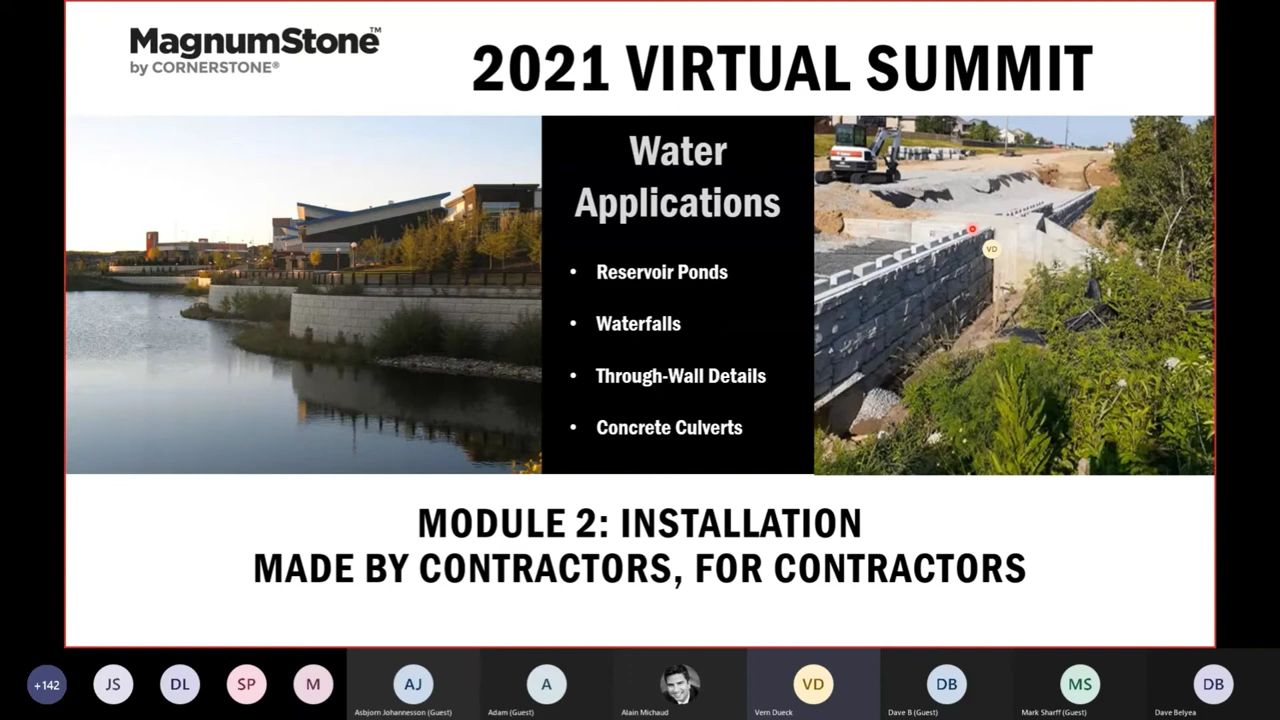 MagnumStone™
by CORNERSTONE®
2021 VIRTUAL SUMMIT
Water
Applications
• Reservoir Ponds
• Waterfalls
• Through-Wall Details
• Concrete Culverts
VD
MODULE 2: INSTALLATION
MADE BY CONTRACTORS, FOR CONTRACTORS
+142
JS
DL
SP
M
AJ
A
VD
DB
MS
DB
Asbjorn Johannesson (Guest)
Adam (Guest)
Alain Michaud
Vern Dueck
Dave B (Guest)
Mark Sharff (Guest)
Dave Belyea